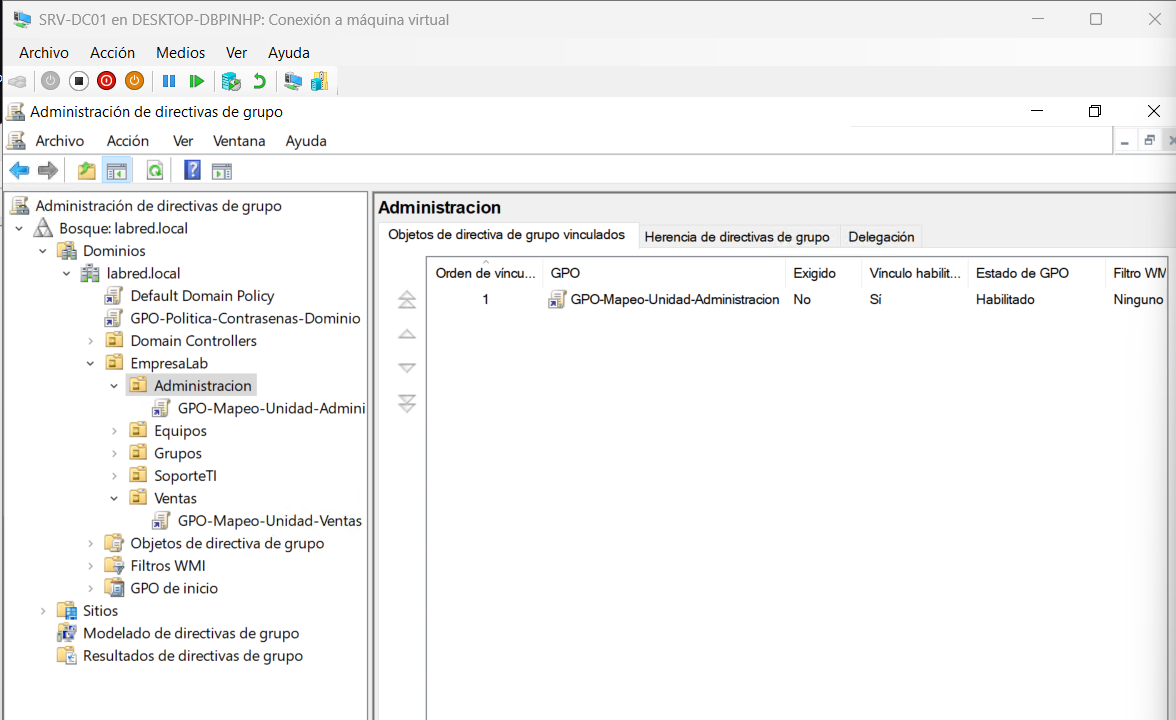 SRV-DC01 en DESKTOP-DBPINHP: Conexión a máquina virtual
Archivo Acción Medios Ver Ayuda
Administración de directivas de grupo
Archivo Acción Ver Ventana Ayuda
Administración de directivas de grupo
Bosque: labred.local
Dominios
labred.local
Default Domain Policy
GPO-Politica-Contrasenas-Dominio
Domain Controllers
EmpresaLab
Administracion
GPO-Mapeo-Unidad-Admini
Equipos
Grupos
SoporteTI
Ventas
GPO-Mapeo-Unidad-Ventas
Objetos de directiva de grupo
Filtros WMI
GPO de inicio
Sitios
Modelado de directivas de grupo
Resultados de directivas de grupo
Administracion
Objetos de directiva de grupo vinculados Herencia de directivas de grupo Delegación
Orden de víncu... GPO Exigido Vínculo habilit... Estado de GPO Filtro WM
1 GPO-Mapeo-Unidad-Administracion No Sí Habilitado Ninguno